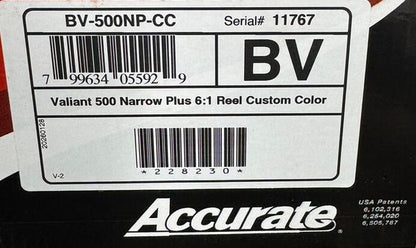 BV-500NP-CC Serial# 11767
7 99634 05592 9
BV
Valiant 500 Narrow Plus 6:1 Reel Custom Color
20260128
*228230*
V-2
Accurate®
USA Patents
6,102,316
6,264,020
6,505,787